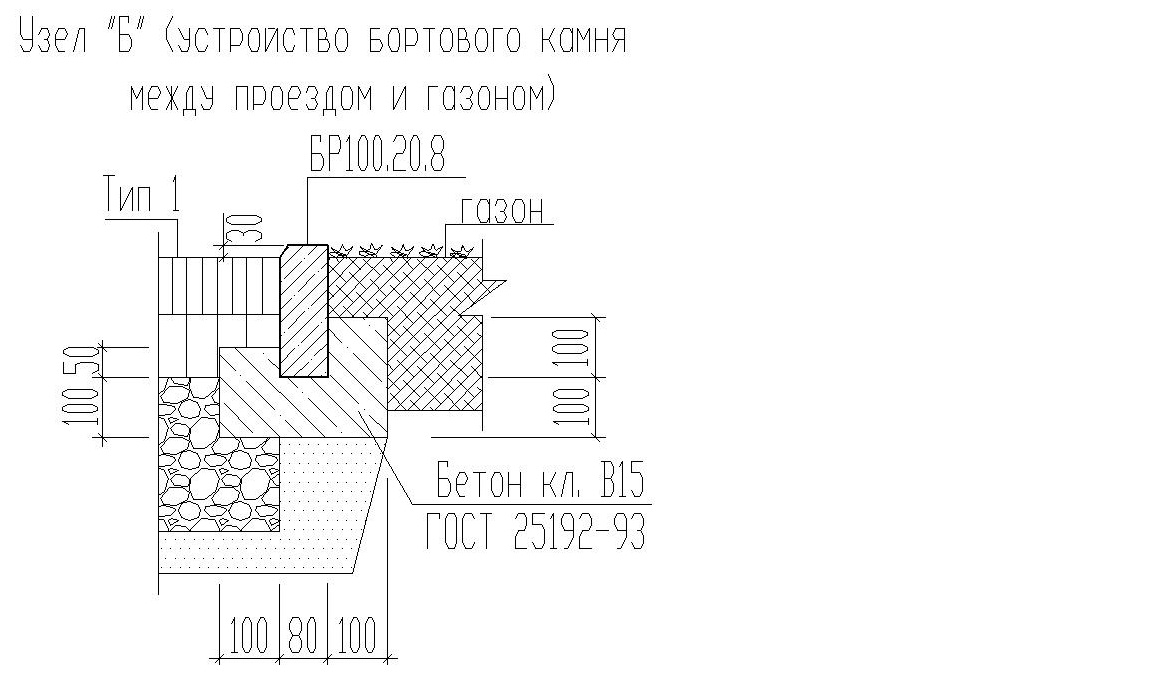 Узел "Б" (устройство бортового камня
между проездом и газоном)
БР100.20.8
Тип 1
газон
30
50
100
100
100
Бетон кл. В15
ГОСТ 25192-93
100 80 100